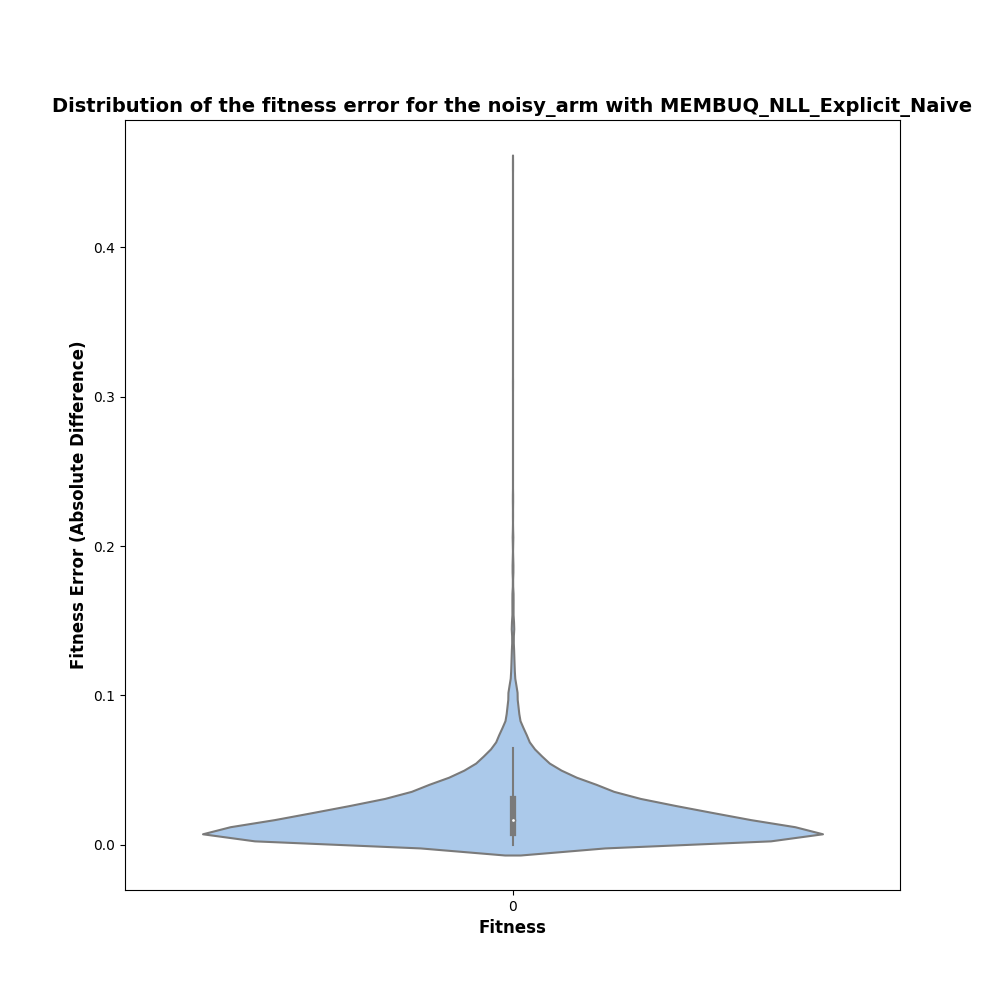 Distribution of the fitness error for the noisy_arm with MEMBUQ_NLL_Explicit_Naive
Fitness Error (Absolute Difference)
0.4
0.3
0.2
0.1
0.0
0
Fitness